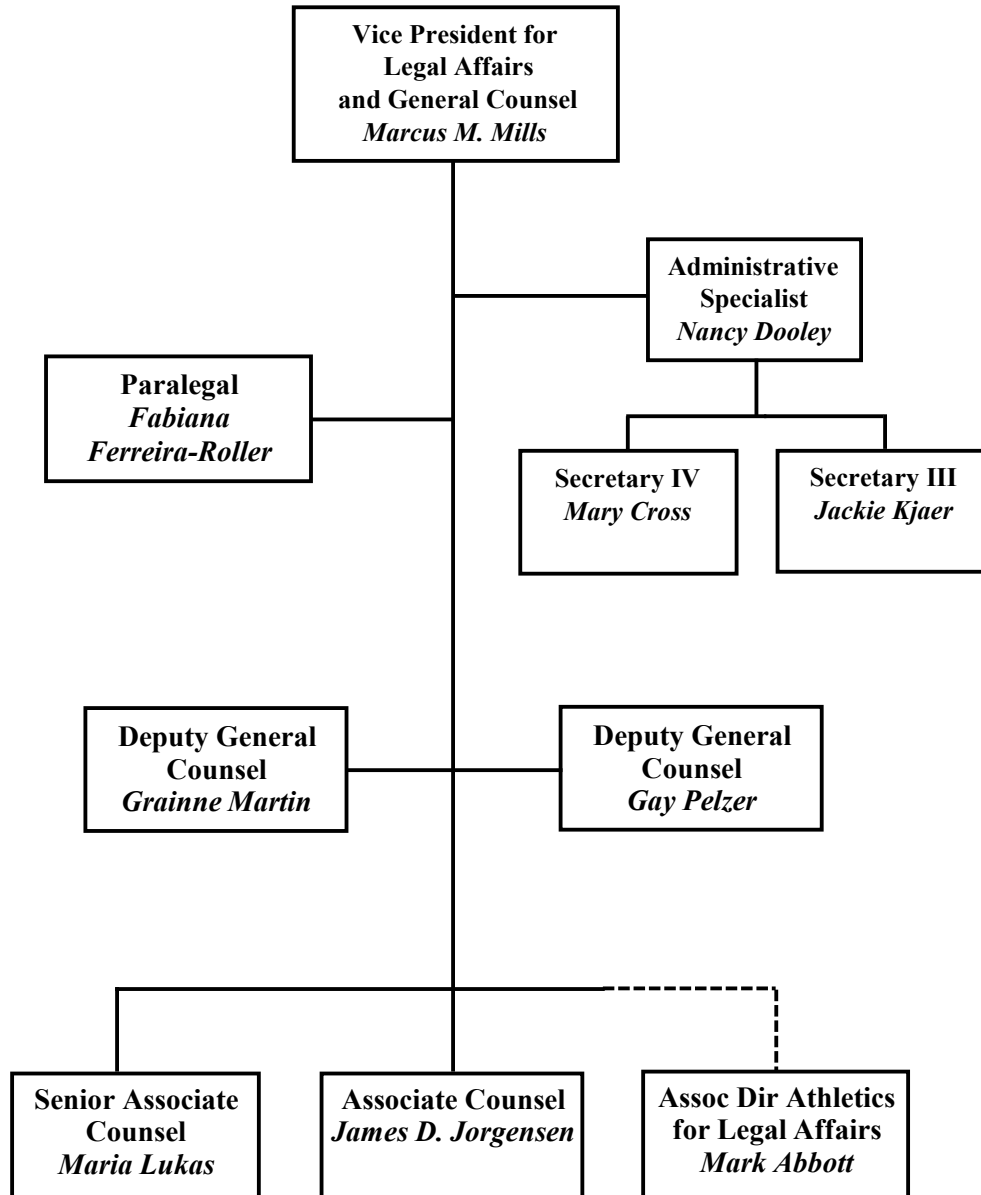 Vice President for
Legal Affairs
and General Counsel
Marcus M. Mills
Administrative
Specialist
Nancy Dooley
Paralegal
Fabiana
Ferreira-Roller
Secretary IV
Mary Cross
Secretary III
Jackie Kjaer
Deputy General
Counsel
Grainne Martin
Deputy General
Counsel
Gay Pelzer
Senior Associate
Counsel
Maria Lukas
Associate Counsel
James D. Jorgensen
Assoc Dir Athletics
for Legal Affairs
Mark Abbott